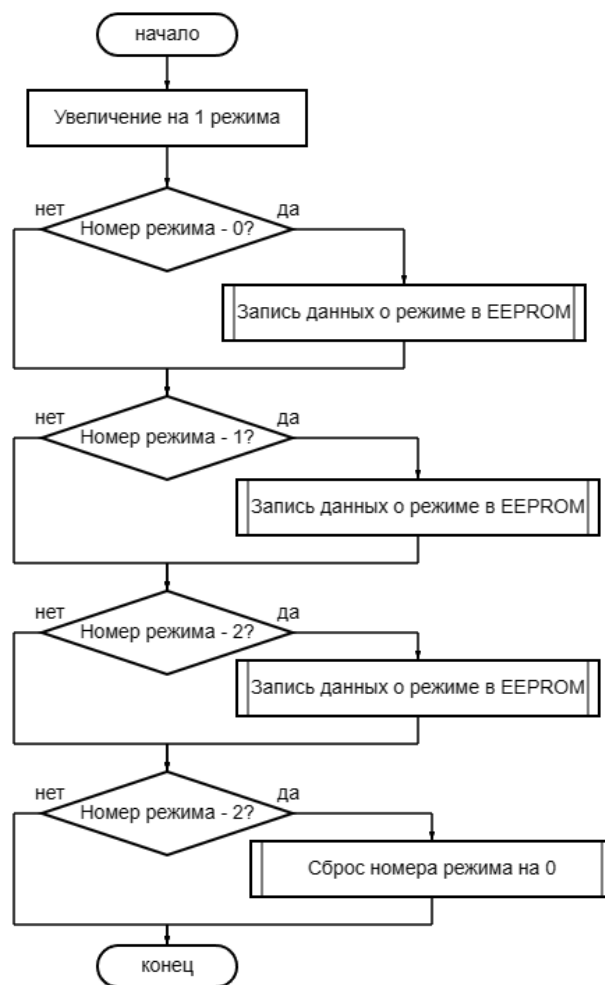 начало
Увеличение на 1 режима
нет
да
Номер режима - 0?
Запись данных о режиме в EEPROM
нет
да
Номер режима - 1?
Запись данных о режиме в EEPROM
нет
да
Номер режима - 2?
Запись данных о режиме в EEPROM
нет
да
Номер режима - 2?
Сброс номера режима на 0
конец